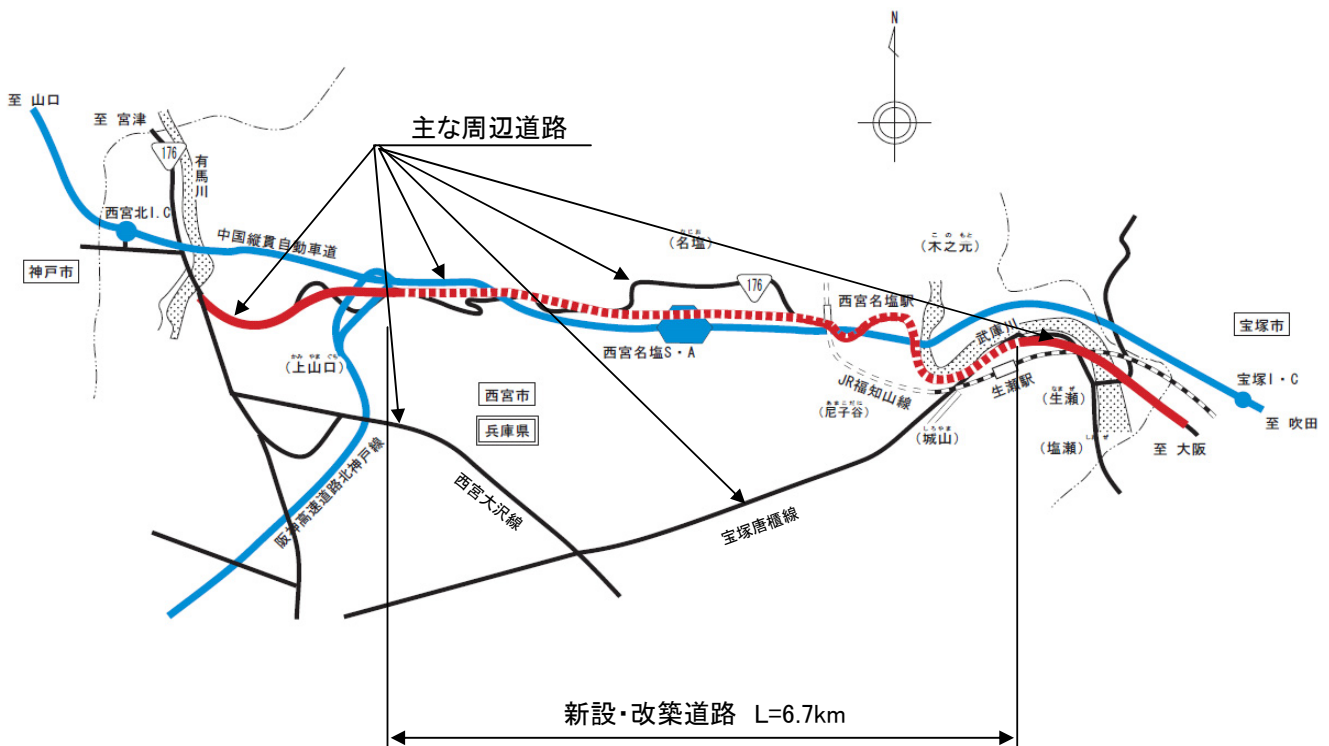 N
至 山口
至 宮津
主な周辺道路
176
有馬川
西宮北I.C
中国縦貫自動車道
神戸市
なじお
（名塩）
この もと
（木之元）
176
西宮名塩駅
武庫川
宝塚市
西宮名塩S・A
かみ やま ぐち
（上山口）
西宮市
兵庫県
JR福知山線
生瀬駅
あまこだに
（尼子谷）
しろやま
（城山）
なま ぜ
（生瀬）
（塩瀬）
宝塚I・C
至 吹田
至 大阪
阪神高速道路北神戸線
西宮大沢線
宝塚唐櫃線
新設・改築道路 L=6.7km